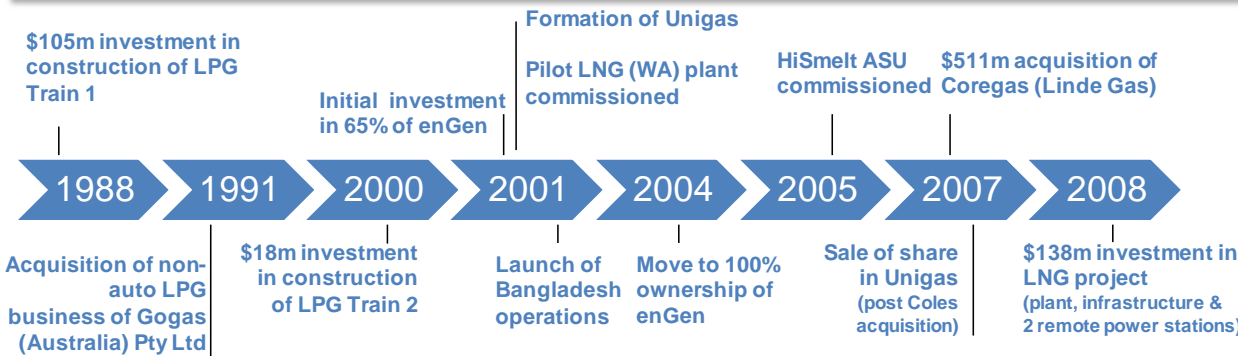 $105m investment in
construction of LPG
Train 1
Initial investment
in 65% of enGen
Formation of Unigas
Pilot LNG (WA) plant
commissioned
HiSmelt ASU
commissioned
$511m acquisition of
Coregas (Linde Gas)
1988
1991
2000
2001
2004
2005
2007
2008
Acquisition of non-
auto LPG
business of Gogas
(Australia) Pty Ltd
$18m investment
in construction
of LPG Train 2
Launch of
Bangladesh
operations
Move to 100%
ownership of
enGen
Sale of share
in Unigas
(post Coles
acquisition)
$138m investment in
LNG project
(plant, infrastructure &
2 remote power stations)